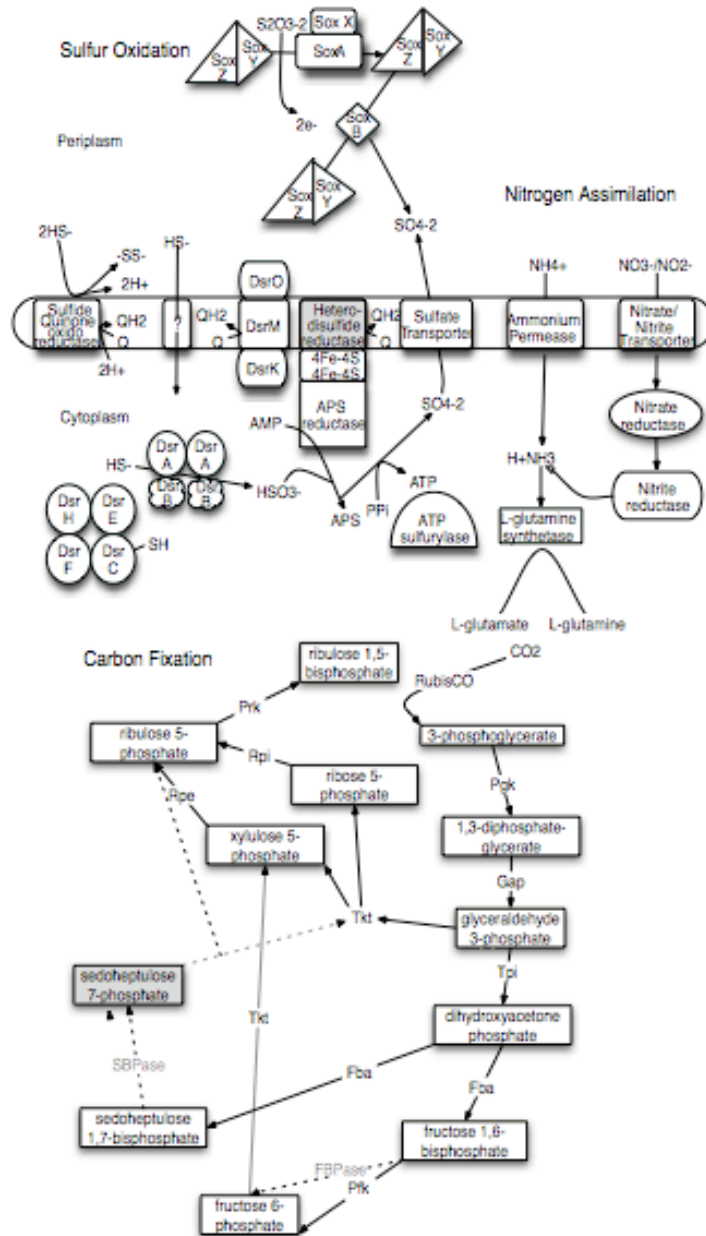 Sulfur Oxidation
S2O3-2
Sox X
SoxA
Sox
Z
Sox
Y
Sox
Z
Sox
Y
2e-
Sox
B
Periplasm
Sox
Z
Sox
Y
Nitrogen Assimilation
2HS-
-SS-
2H+
HS-
SO4-2
NH4+
NO3-/NO2-
Sulfide
Quinone
oxido
reductase
QH2
Q
2H+
?
DsrO
QH2
Q
DsrM
DsrK
Hetero-
disulfide
reductase
4Fe-4S
4Fe-4S
APS
reductase
QH2
Q
Sulfate
Transporter
Ammonium
Permease
Nitrate/
Nitrite
Transporter
Cytoplasm
AMP
SO4-2
Nitrate
reductase
HS-
Dsr
A
Dsr
A
Dsr
B
Dsr
B
HSO3-
APS
PPi
ATP
ATP
sulfurylase
H+NH3
Nitrite
reductase
Dsr
H
Dsr
E
Dsr
F
Dsr
C
SH
L-glutamine
synthetase
L-glutamate
L-glutamine
Carbon Fixation
CO2
RubisCO
ribulose 1,5-
bisphosphate
Prk
ribulose 5-
phosphate
3-phosphoglycerate
Rpi
ribose 5-
phosphate
Pgk
Rpe
xylulose 5-
phosphate
1,3-diphosphate-
glycerate
Gap
Tkt
glyceraldehyde
3-phosphate
sedoheptulose
7-phosphate
Tpi
Tkt
dihydroxyacetone
phosphate
SBPase
Fba
Fba
sedoheptulose
1,7-bisphosphate
fructose 1,6-
bisphosphate
FBPase
Pfk
fructose 6-
phosphate